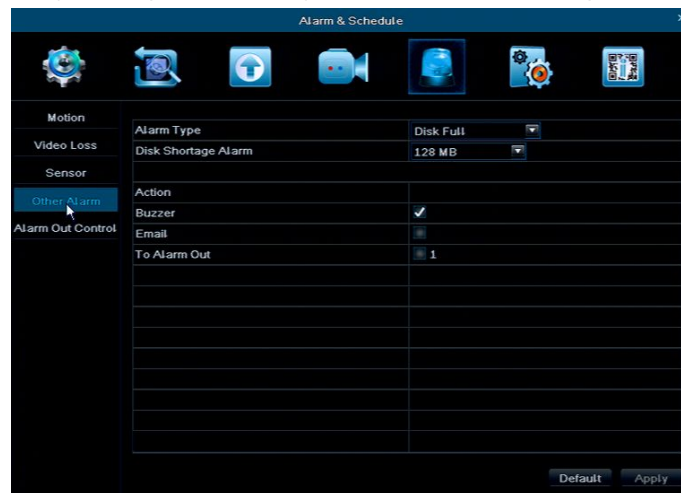 Alarm & Schedule
Motion
Video Loss
Sensor
Other Alarm
Alarm Out Control
Alarm Type Disk Full
Disk Shortage Alarm 128 MB
Action
Buzzer
Email
To Alarm Out 1
Default Apply